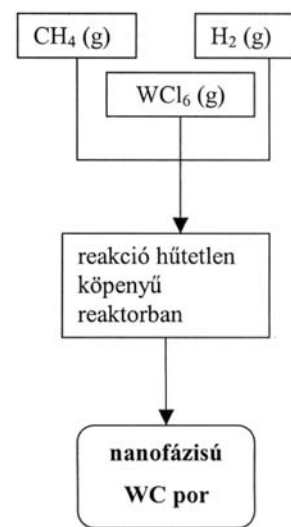 CH₄ (g)
H₂ (g)
WCl₆ (g)
reakció hűtetlen
köpenyű
reaktorban
nanofázisú
WC por